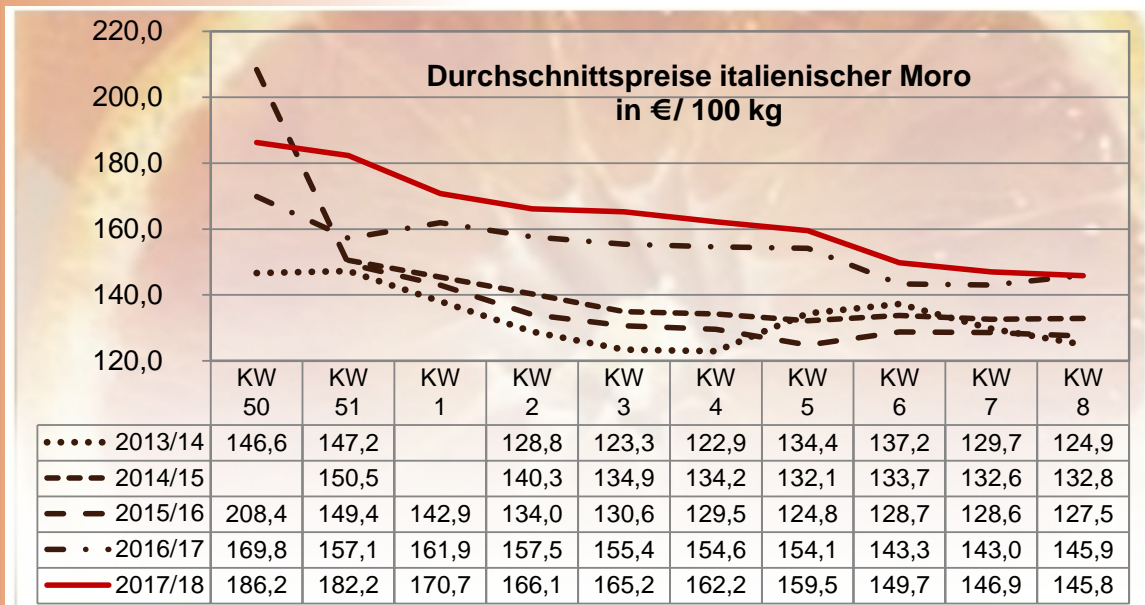 Durchschnittspreise italienischer Moro
in €/ 100 kg
220,0
200,0
180,0
160,0
140,0
120,0
KW 50 KW 51 KW 1 KW 2 KW 3 KW 4 KW 5 KW 6 KW 7 KW 8
2013/14 146,6 147,2 128,8 123,3 122,9 134,4 137,2 129,7 124,9
2014/15 150,5 140,3 134,9 134,2 132,1 133,7 132,6 132,8
2015/16 208,4 149,4 142,9 134,0 130,6 129,5 124,8 128,7 128,6 127,5
2016/17 169,8 157,1 161,9 157,5 155,4 154,6 154,1 143,3 143,0 145,9
2017/18 186,2 182,2 170,7 166,1 165,2 162,2 159,5 149,7 146,9 145,8